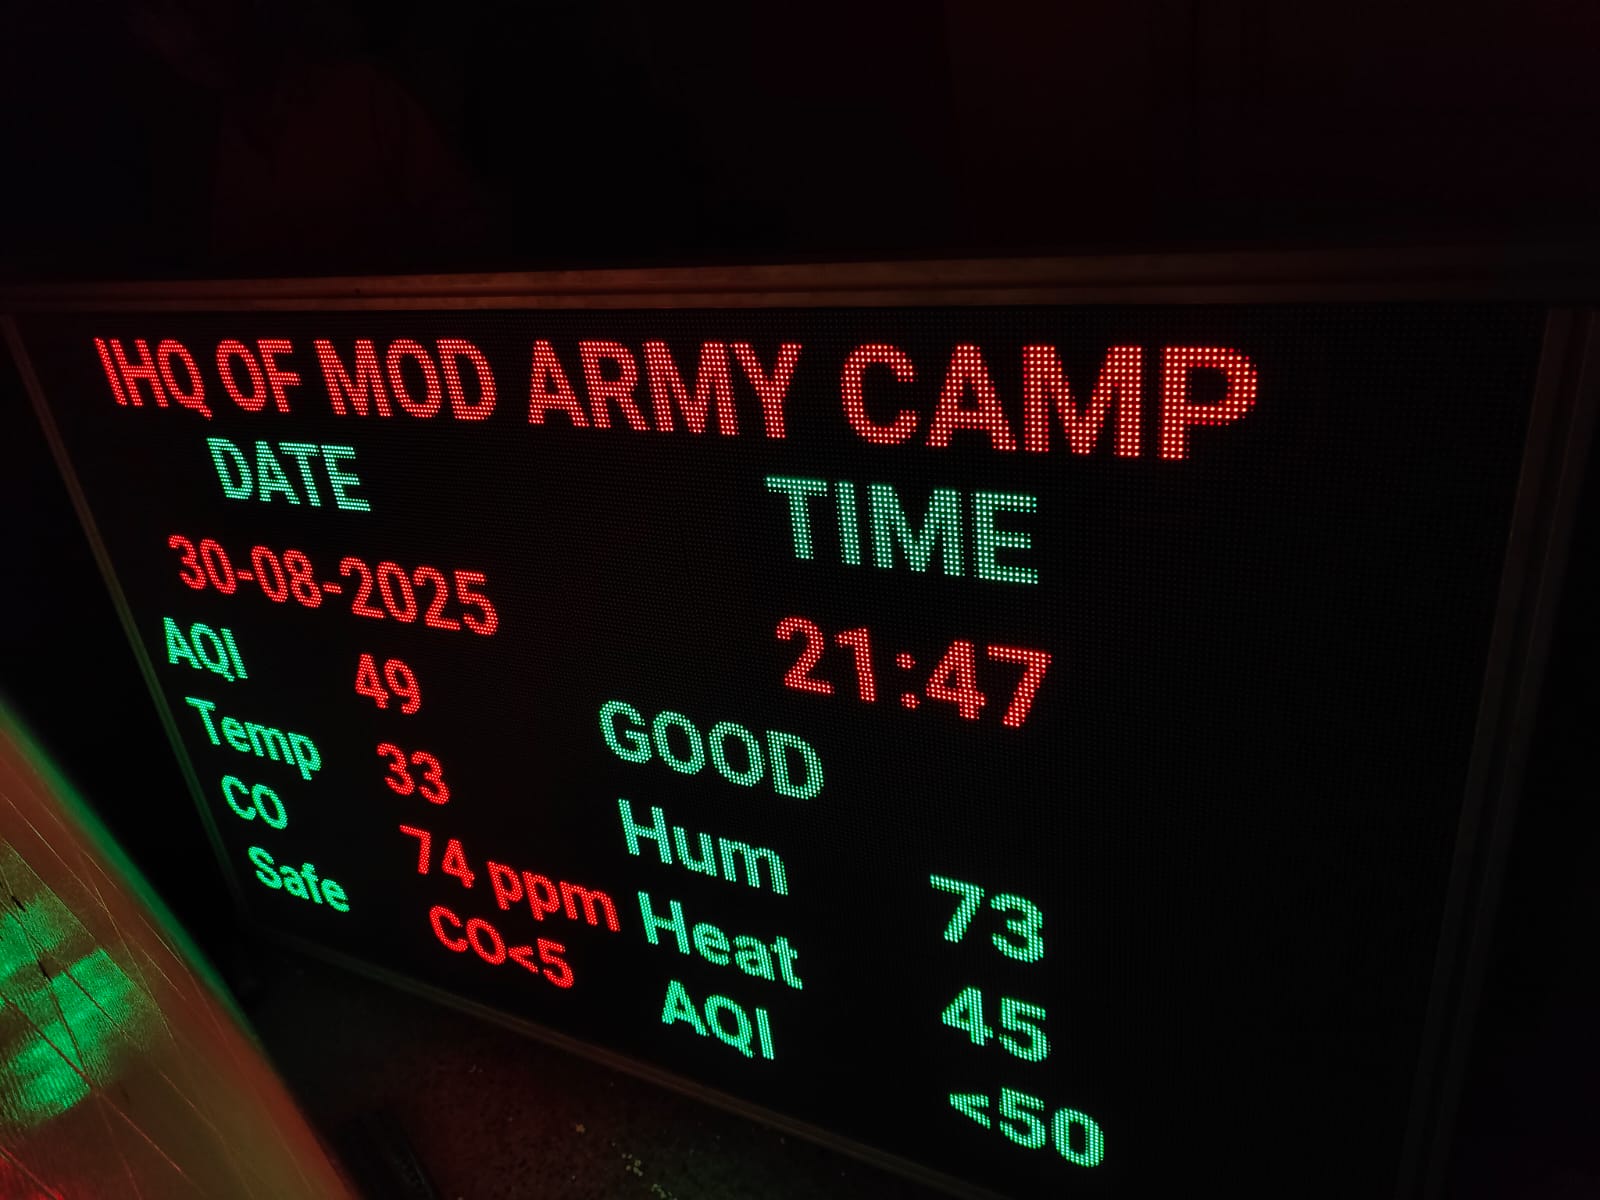 IHQ OF MOD ARMY CAMP
DATE TIME
30-08-2025 21:47
AQI 49 GOOD
Temp 33 Hum 73
CO 74 ppm Heat 45
Safe CO<5 AQI <50